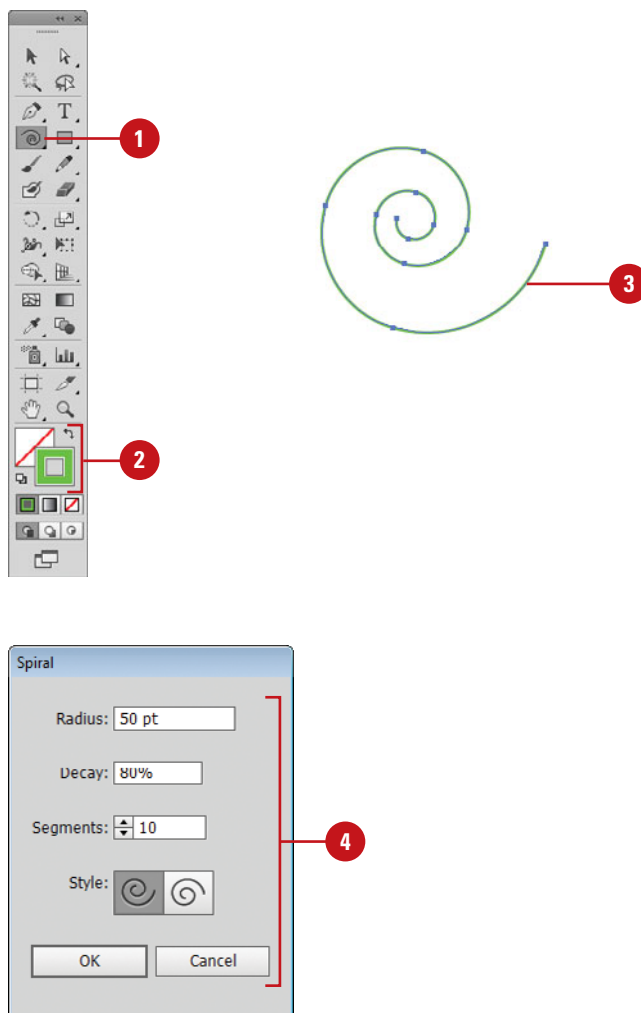 1
T
3
2
Spiral
Radius: 50 pt
Decay: 80%
Segments: 10
4
Style:
OK Cancel